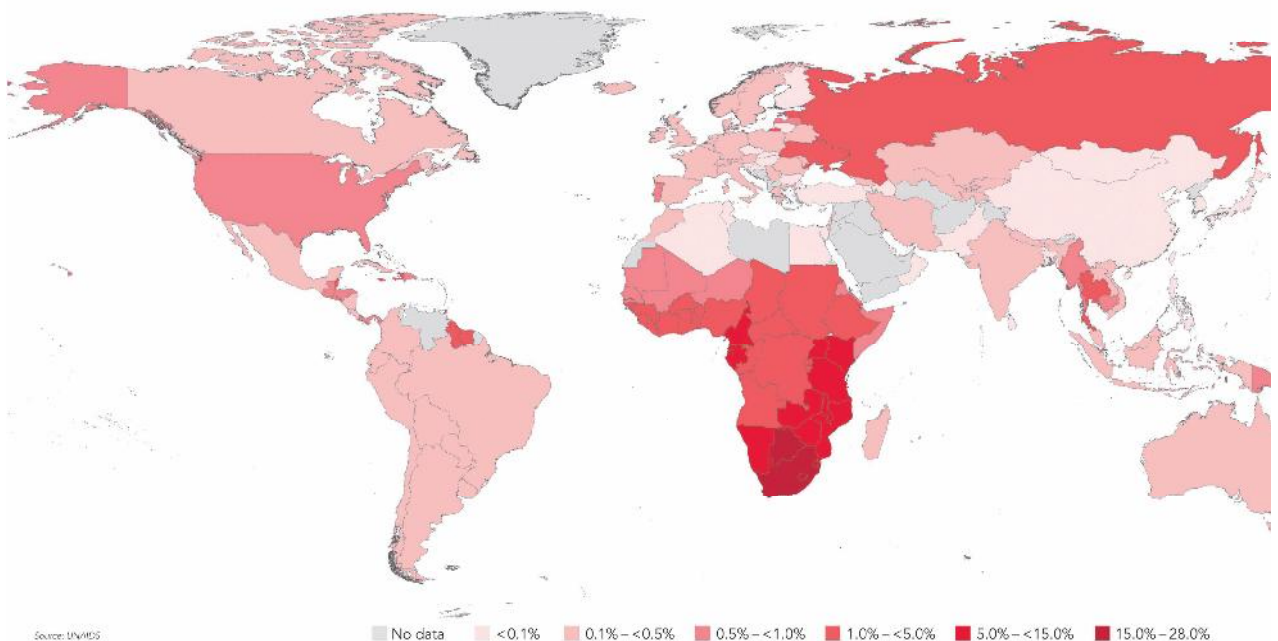 Source: UNAIDS
No data <0.1% 0.1% – <0.5% 0.5% – <1.0% 1.0% – <5.0% 5.0% – <15.0% 15.0% – 28.0%